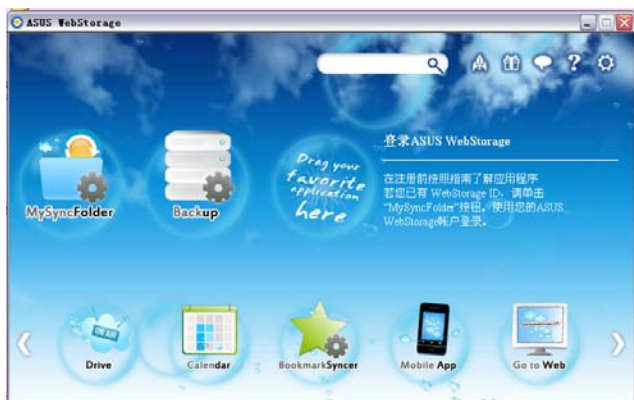 ASUS WebStorage
登录ASUS WebStorage
Drag your
favorite
application
here
在注册前按照指南了解应用程序
若您已有 WebStorage ID，请单击
“MySyncFolder”按钮，使用您的ASUS
WebStorage帐户登录。
MySyncFolder
Backup
ON AIR
Drive
Calendar
BookmarkSyncer
Mobile App
Go to Web